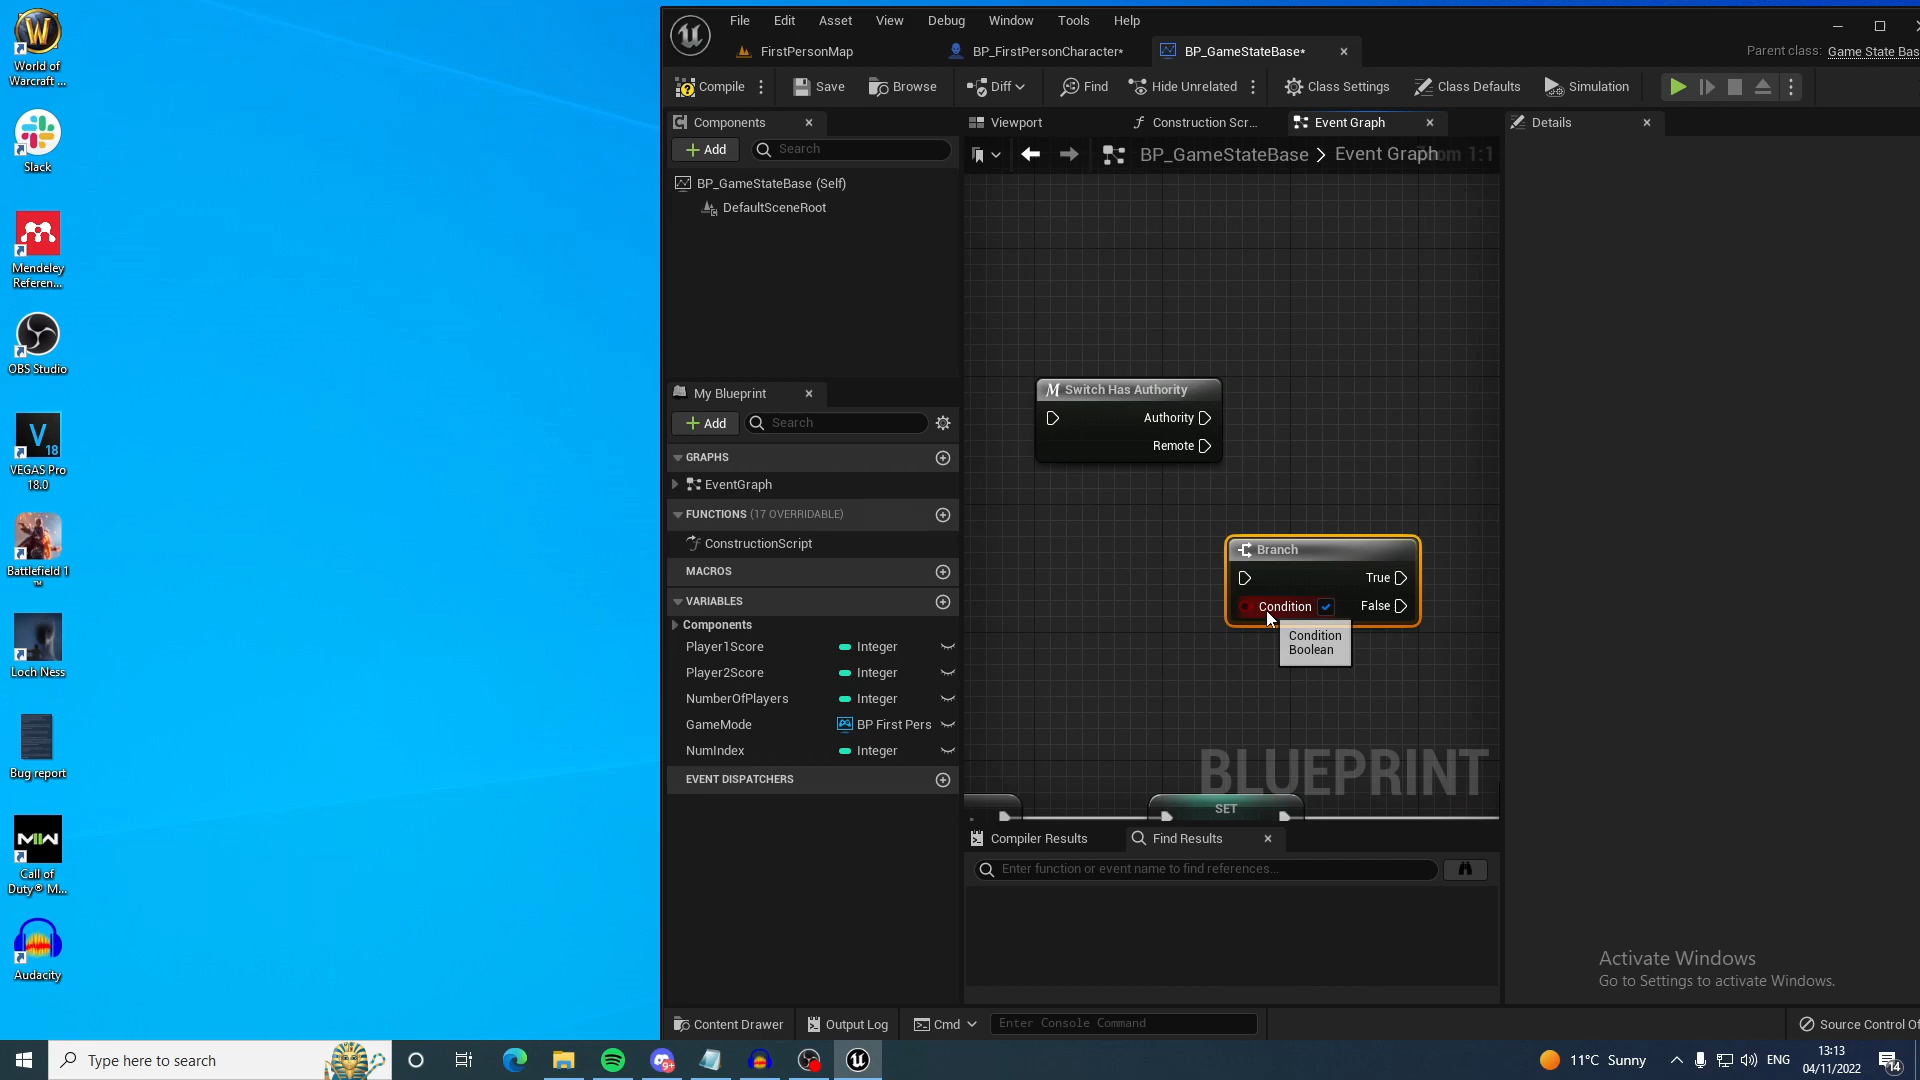 World of
Warcraft ...
Slack
Mendeley
Referen...
OBS Studio
VEGAS Pro
18.0
Battlefield 1
™
Loch Ness
Bug report
Call of
Duty® M...
Audacity
File Edit Asset View Debug Window Tools Help
FirstPersonMap BP_FirstPersonCharacter* BP_GameStateBase*
Parent class: Game State Bas
Compile Save Browse Diff Find Hide Unrelated Class Settings Class Defaults Simulation
Components
Add Search
BP_GameStateBase (Self)
DefaultSceneRoot
My Blueprint
Add Search
GRAPHS
EventGraph
FUNCTIONS (17 OVERRIDABLE)
ConstructionScript
MACROS
VARIABLES
Components
Player1Score Integer
Player2Score Integer
NumberOfPlayers Integer
GameMode BP First Pers
NumIndex Integer
EVENT DISPATCHERS
Viewport Construction Scr... Event Graph
BP_GameStateBase > Event Graph
oom 1:1
Switch Has Authority
Authority
Remote
Branch
True
Condition False
Condition
Boolean
BLUEPRINT
SET
Compiler Results Find Results
Enter function or event name to find references...
Details
Activate Windows
Go to Settings to activate Windows.
Content Drawer Output Log Cmd Enter Console Command
Source Control Of
Type here to search
11°C Sunny ENG
13:13
04/11/2022
14